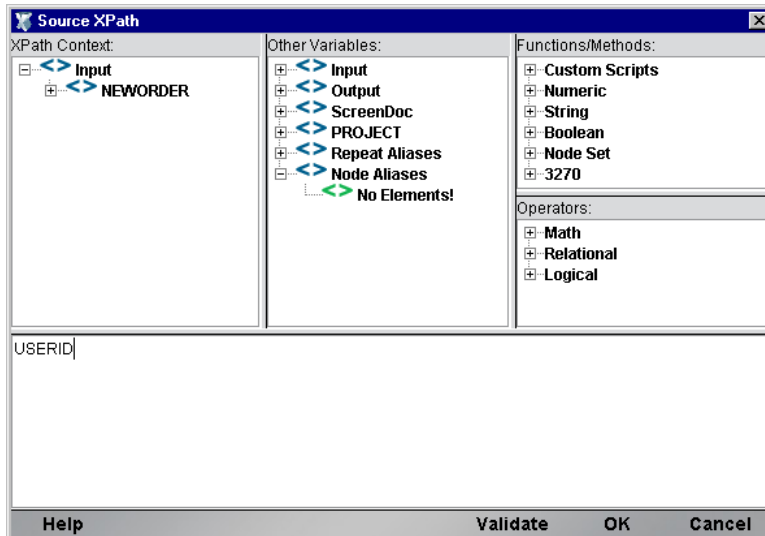 Source XPath
XPath Context:
Input
NEWORDER
Other Variables:
Input
Output
ScreenDoc
PROJECT
Repeat Aliases
Node Aliases
No Elements!
Functions/Methods:
Custom Scripts
Numeric
String
Boolean
Node Set
3270
Operators:
Math
Relational
Logical
USERID
Help Validate OK Cancel